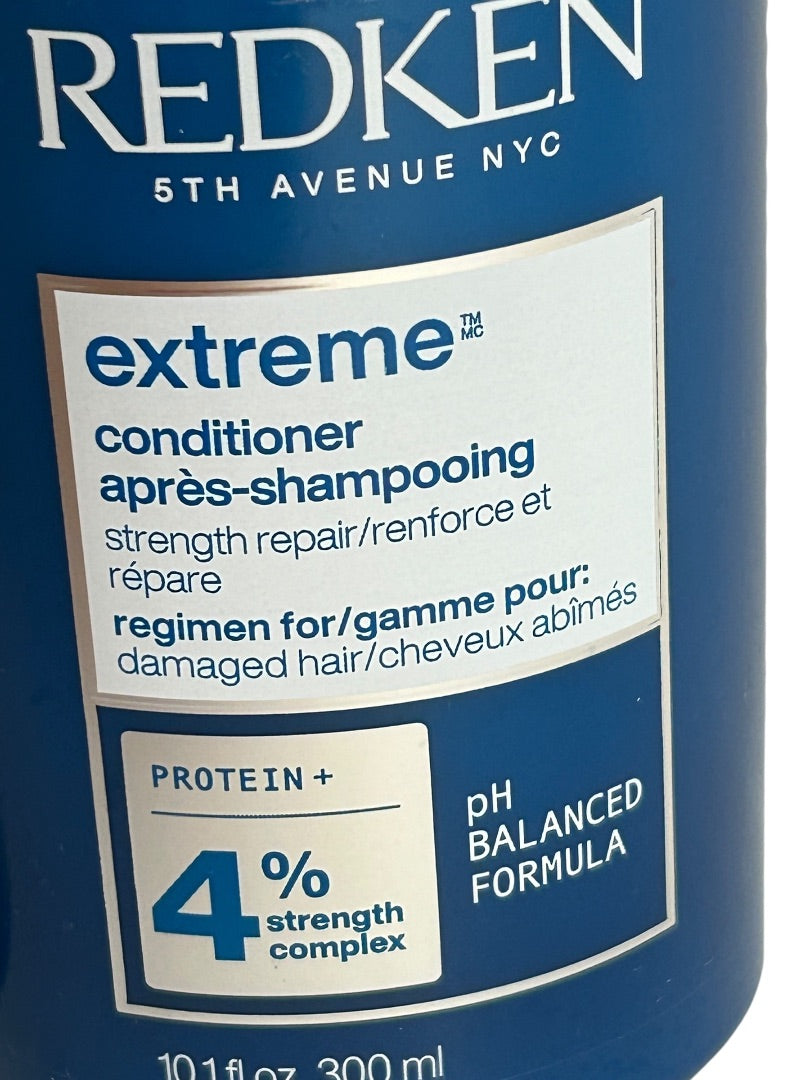 REDKEN
5TH AVENUE NYC
extreme™ MC
conditioner
après-shampooing
strength repair/renforce et
répare
regimen for/gamme pour:
damaged hair/cheveux abîmés
PROTEIN +
4% strength complex
pH
BALANCED
FORMULA
10.1 fl oz 300 ml